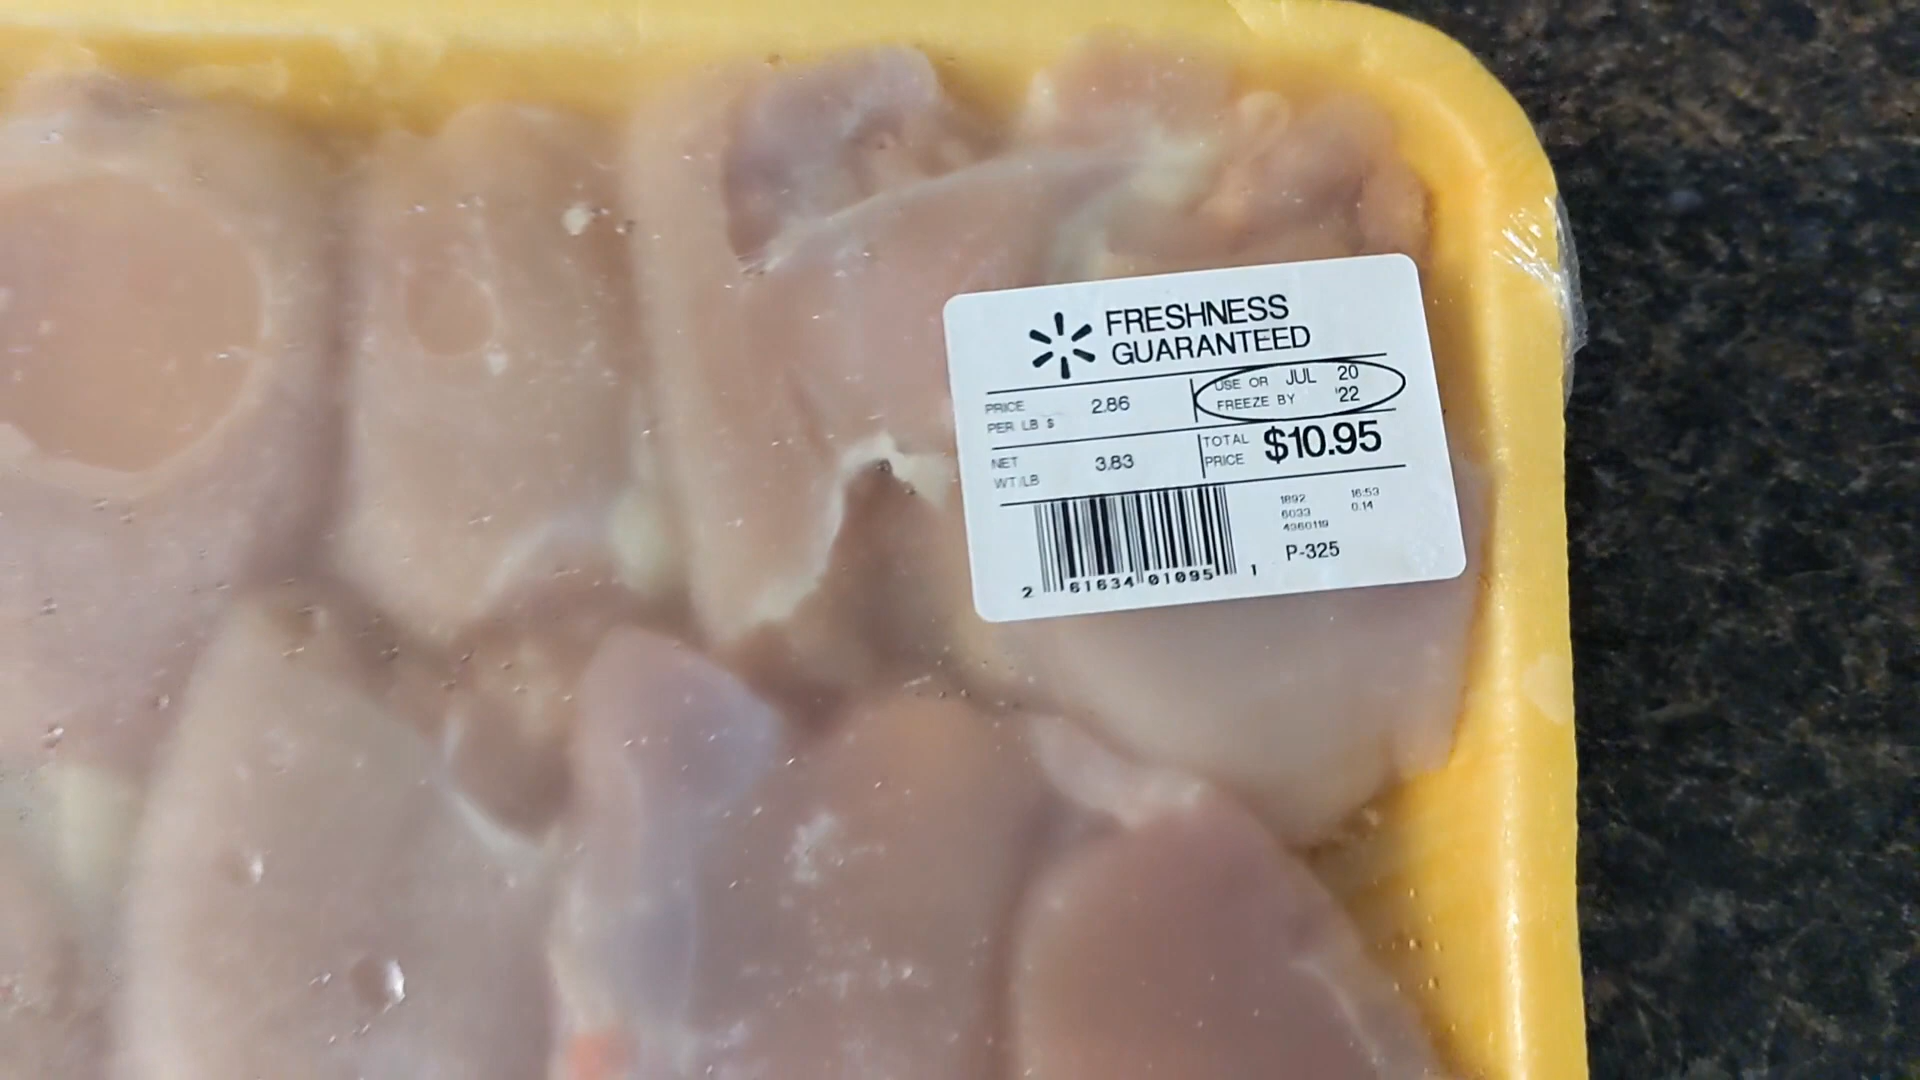 FRESHNESS
GUARANTEED
PRICE
PER LB $ 2.86
USE OR
FREEZE BY
JUL 20
'22
NET
WT/LB 3.83
TOTAL
PRICE $10.95
1892 16:53
6033 0.14
4360119
P-325
2 61634 01095 1